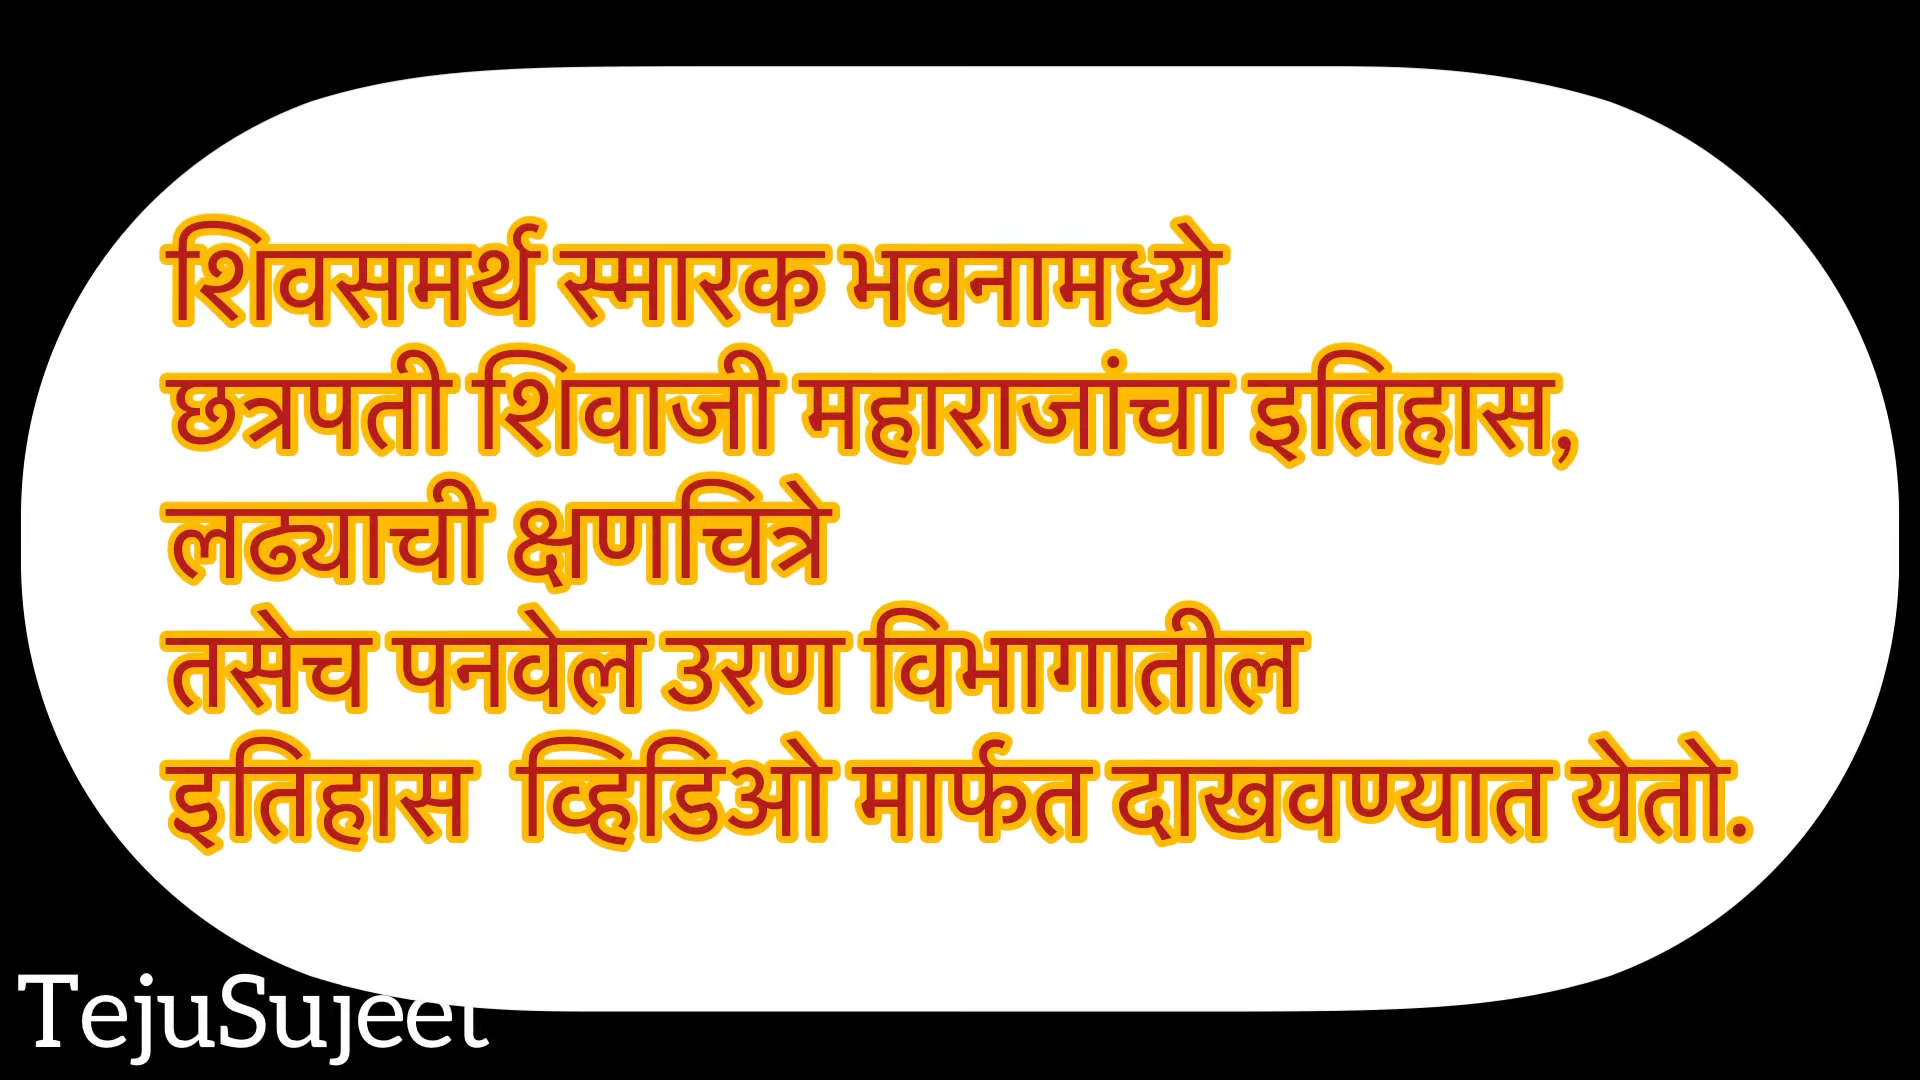 शिवसमर्थ स्मारक भवनामध्ये
छत्रपती शिवाजी महाराजांचा इतिहास,
लढ्याची क्षणचित्रे
तसेच पनवेल उरण विभागातील
इतिहास व्हिडिओ मार्फत दाखवण्यात येतो.
TejuSujeet